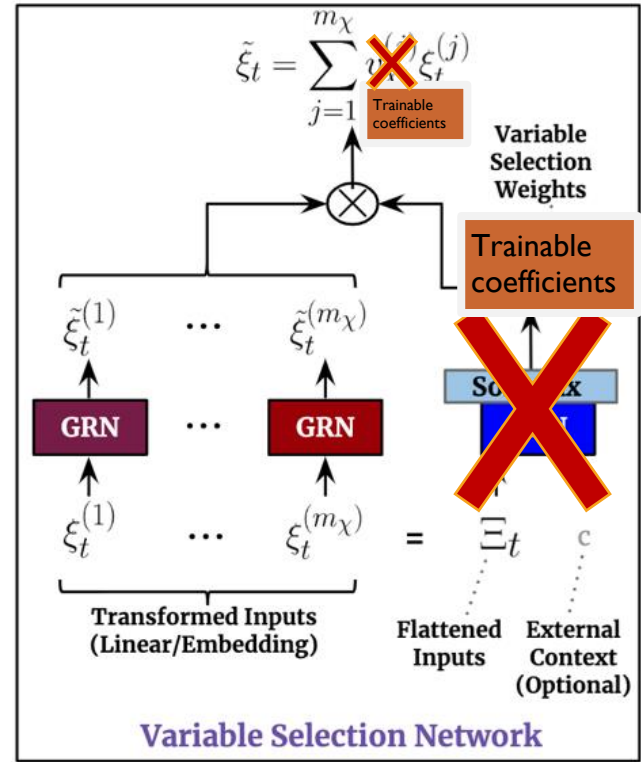 ξ̃_t = ∑_{j=1}^{m_χ} v ξ_t^{(j)}
Trainable
coefficients
Variable
Selection
Weights
Trainable
coefficients
ξ̃_t^{(1)} ... ξ̃_t^{(m_χ)}
GRN ... GRN
ξ_t^{(1)} ... ξ_t^{(m_χ)} = Ξ_t c
Transformed Inputs
(Linear/Embedding)
Flattened
Inputs
External
Context
(Optional)
Variable Selection Network